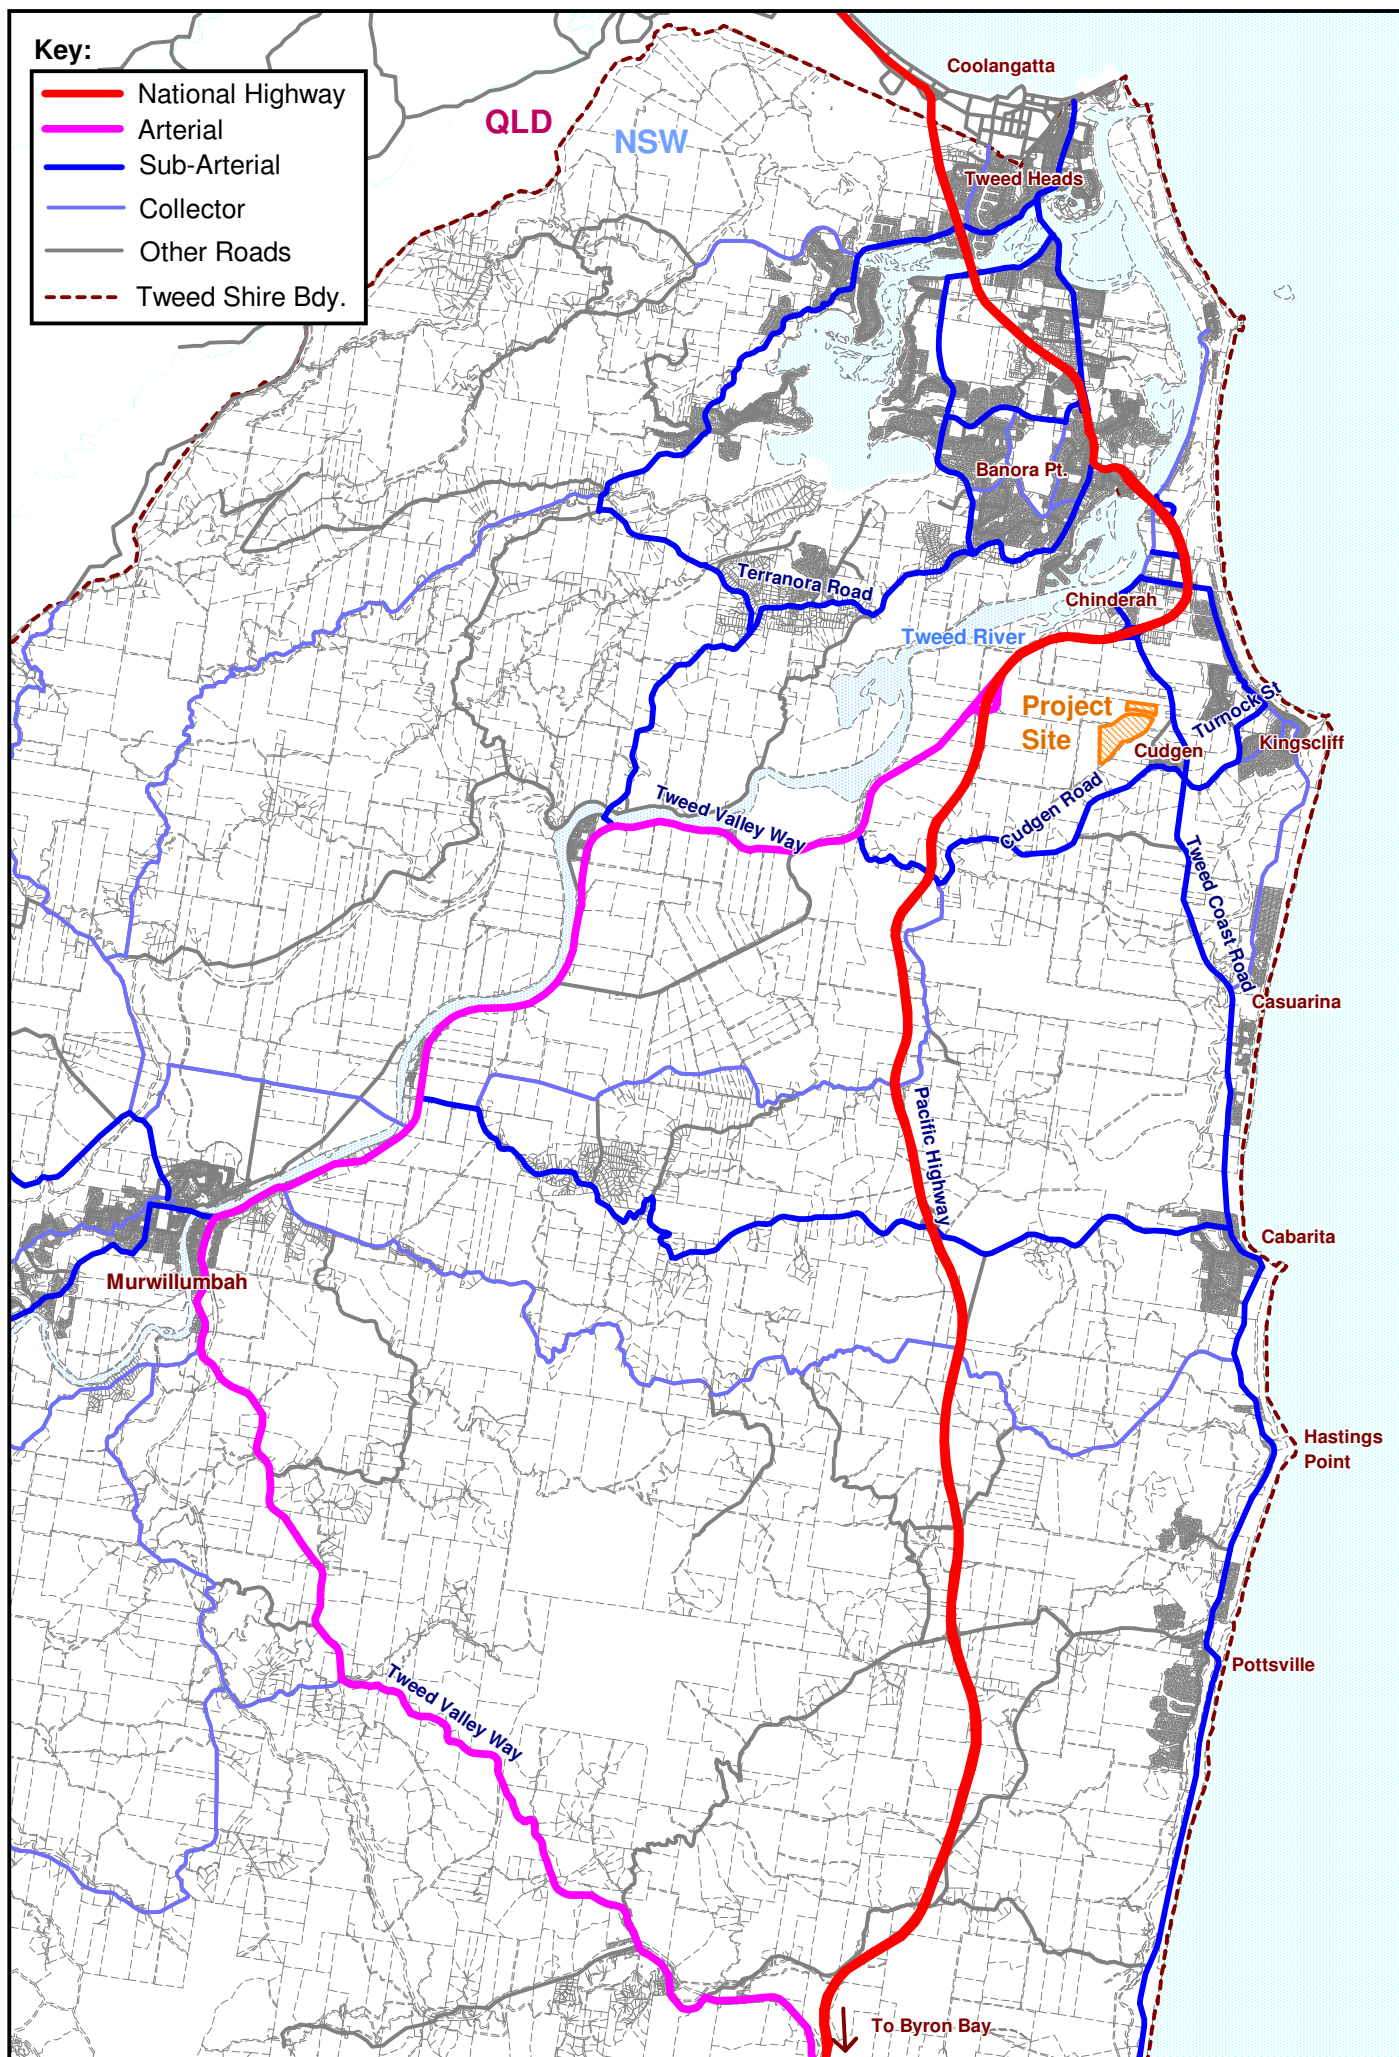 Key:
National Highway
Arterial
Sub-Arterial
Collector
Other Roads
Tweed Shire Bdy.
QLD
NSW
Coolangatta
Tweed Heads
Banora Pt.
Terranora Road
Chinderah
Tweed River
Project
Site
Turnock St
Cudgen
Kingscliff
Tweed Valley Way
Cudgen Road
Tweed Coast Road
Casuarina
Pacific Highway
Cabarita
Murwillumbah
Hastings
Point
Pottsville
Tweed Valley Way
To Byron Bay